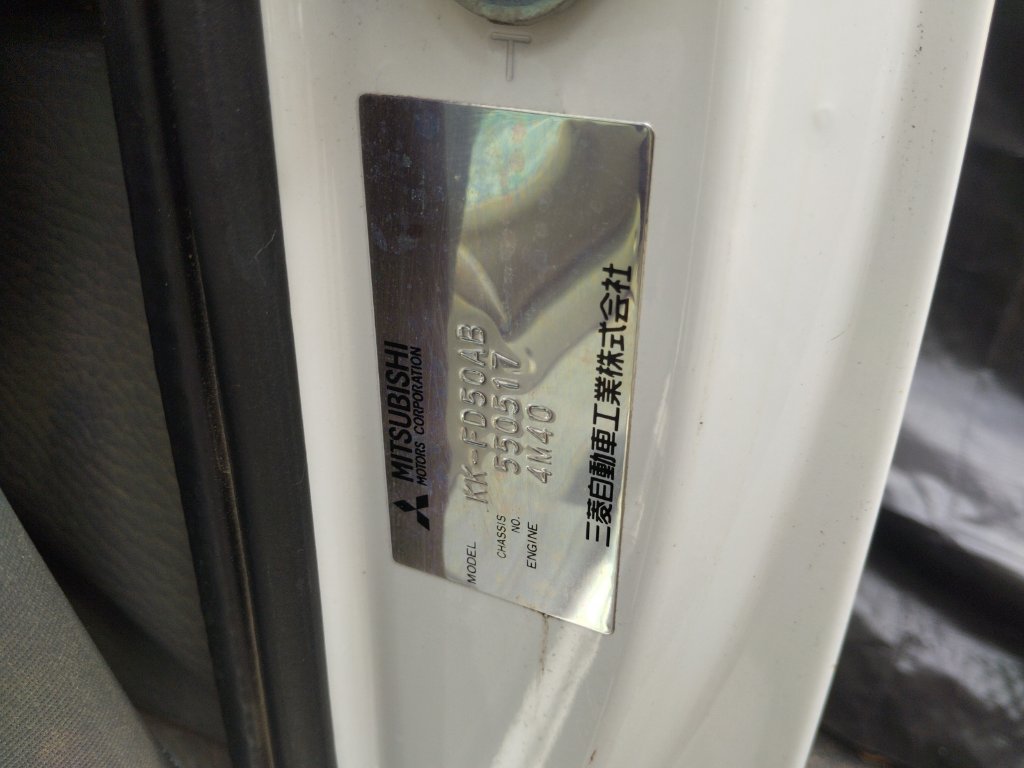 T
MITSUBISHI
MOTORS CORPORATION
MODEL KK-FD50AB
CHASSIS NO. 550517
ENGINE 4M40
三菱自動車工業株式会社